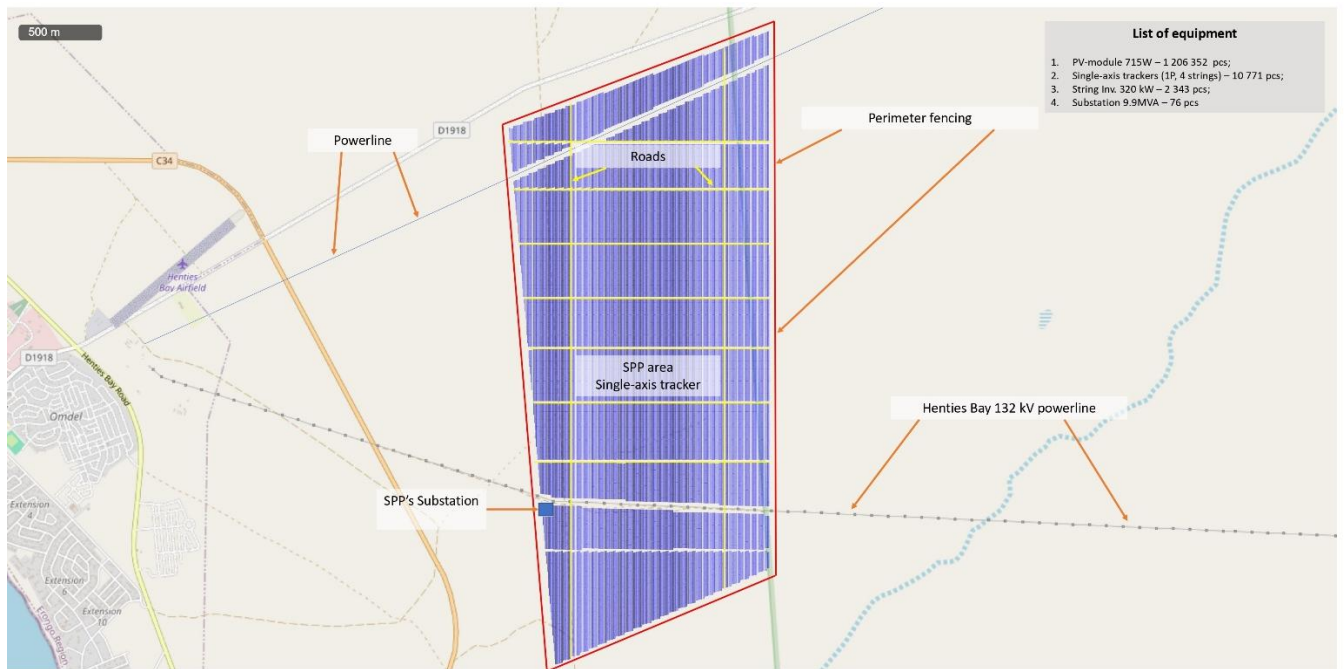 500 m
List of equipment
1. PV-module 715W – 1 206 352 pcs;
2. Single-axis trackers (1P, 4 strings) – 10 771 pcs;
3. String Inv. 320 kW – 2 343 pcs;
4. Substation 9.9MVA – 76 pcs
D1918
Powerline
Perimeter fencing
C34
Roads
Henties
Bay Airfield
D1918
Henties Bay Road
SPP area
Single-axis tracker
Omdel
Henties Bay 132 kV powerline
SPP's Substation
Extension
4
Extension
6
Extension
10
Erongo Region